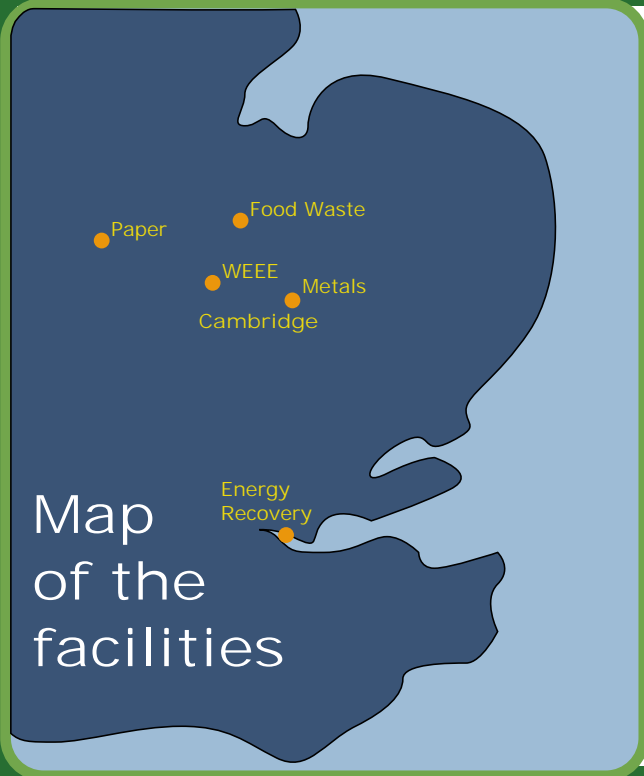 Food Waste
Paper
WEEE
Metals
Cambridge
Energy
Recovery
Map
of the
facilities